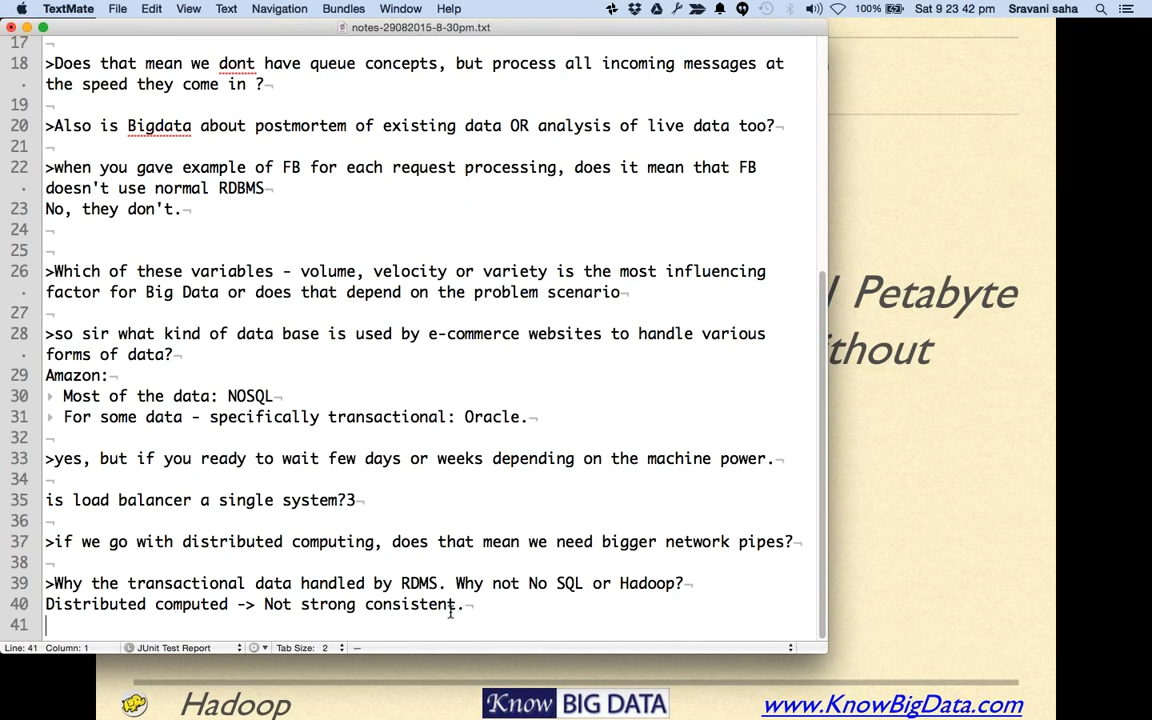 TextMate File Edit View Text Navigation Bundles Window Help 100% Sat 9 23 42 pm Sravani saha
notes-29082015-8-30pm.txt
17
18 >Does that mean we dont have queue concepts, but process all incoming messages at
the speed they come in ?
19
20 >Also is Bigdata about postmortem of existing data OR analysis of live data too?
21
22 >when you gave example of FB for each request processing, does it mean that FB
doesn't use normal RDBMS
23 No, they don't.
24
25
26 >Which of these variables - volume, velocity or variety is the most influencing
factor for Big Data or does that depend on the problem scenario
27
28 >so sir what kind of data base is used by e-commerce websites to handle various
forms of data?
29 Amazon:
30 Most of the data: NOSQL
31 For some data - specifically transactional: Oracle.
32
33 >yes, but if you ready to wait few days or weeks depending on the machine power.
34
35 is load balancer a single system?3
36
37 >if we go with distributed computing, does that mean we need bigger network pipes?
38
39 >Why the transactional data handled by RDMS. Why not No SQL or Hadoop?
40 Distributed computed -> Not strong consistent.
41
Line: 41 Column: 1 JUnit Test Report Tab Size: 2
Petabyte
ithout
Hadoop
Know BIG DATA
www.KnowBigData.com